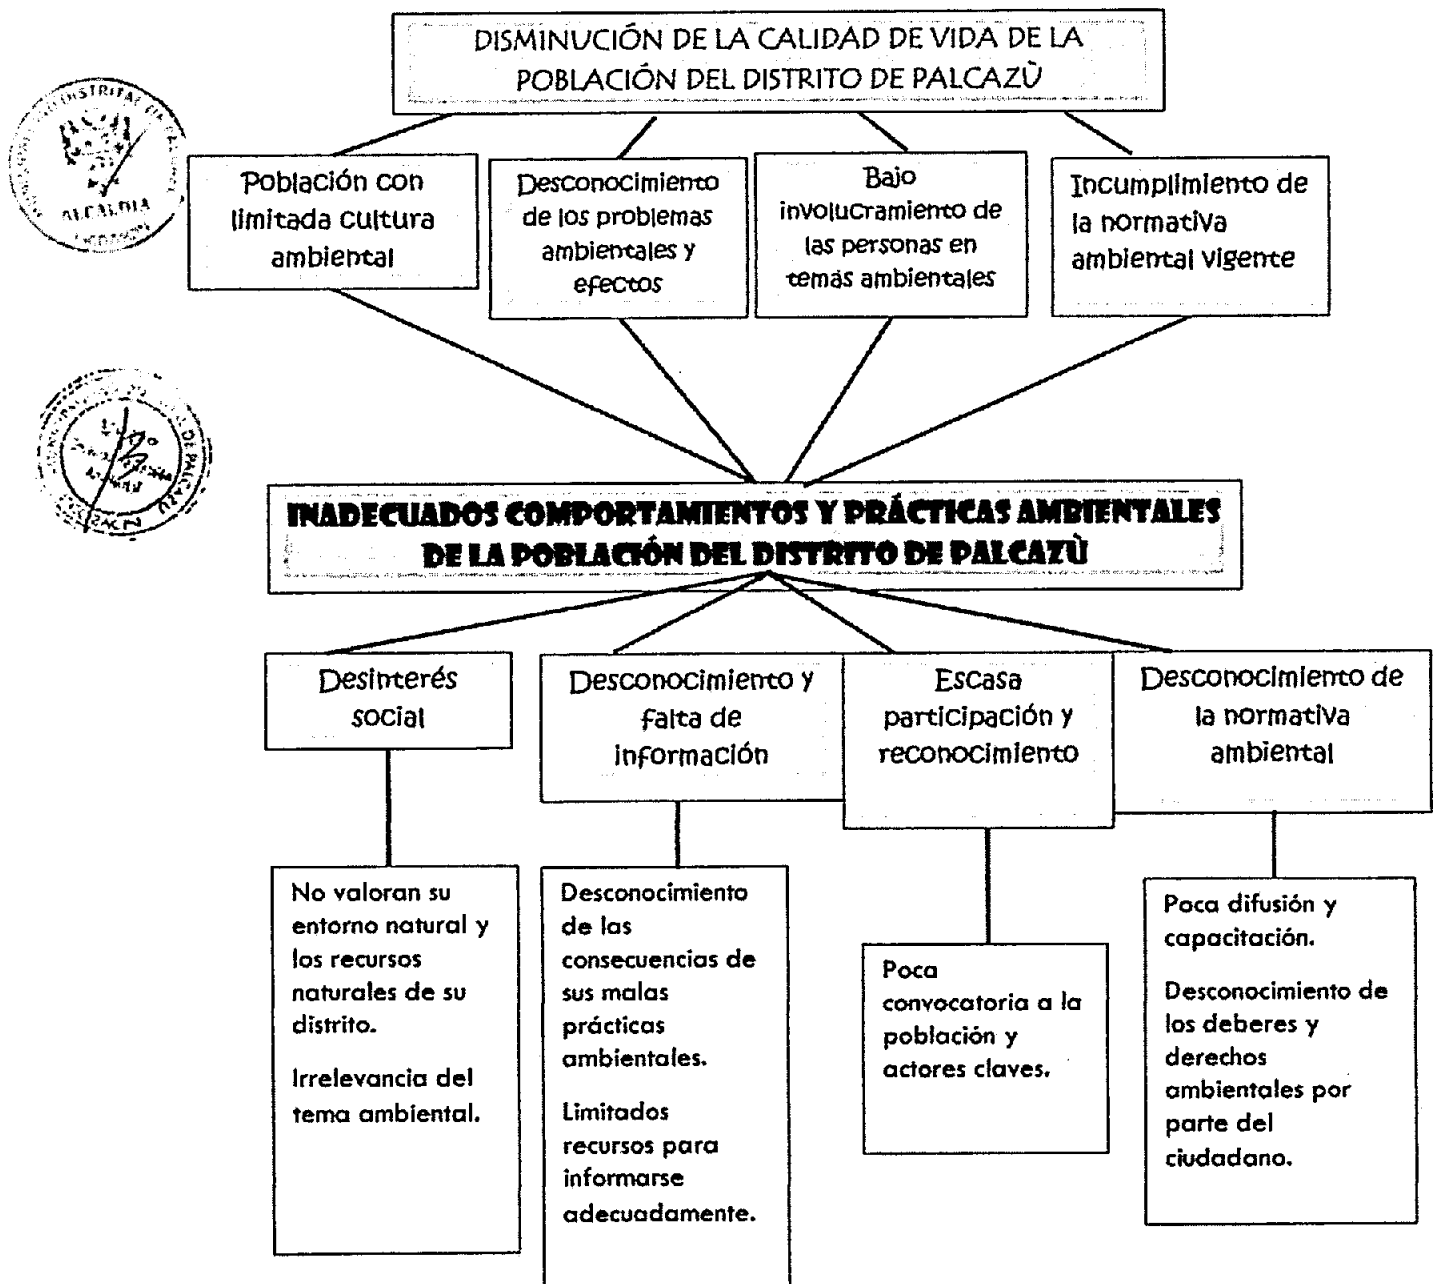 DISMINUCIÓN DE LA CALIDAD DE VIDA DE LA
POBLACIÓN DEL DISTRITO DE PALCAZÙ
Población con
limitada cultura
ambiental
Desconocimiento
de los problemas
ambientales y
efectos
Bajo
involucramiento de
las personas en
temas ambientales
Incumplimiento de
la normativa
ambiental vigente
ALCALDIA
DE PALCAZU
INADECUADOS COMPORTAMIENTOS Y PRÁCTICAS AMBIENTALES
DE LA POBLACIÓN DEL DISTRITO DE PALCAZÙ
Desinterés
social
Desconocimiento y
falta de
información
Escasa
participación y
reconocimiento
Desconocimiento de
la normativa
ambiental
No valoran su
entorno natural y
los recursos
naturales de su
distrito.
Irrelevancia del
tema ambiental.
Desconocimiento
de las
consecuencias de
sus malas
prácticas
ambientales.
Limitados
recursos para
informarse
adecuadamente.
Poca
convocatoria a la
población y
actores claves.
Poca difusión y
capacitación.
Desconocimiento de
los deberes y
derechos
ambientales por
parte del
ciudadano.